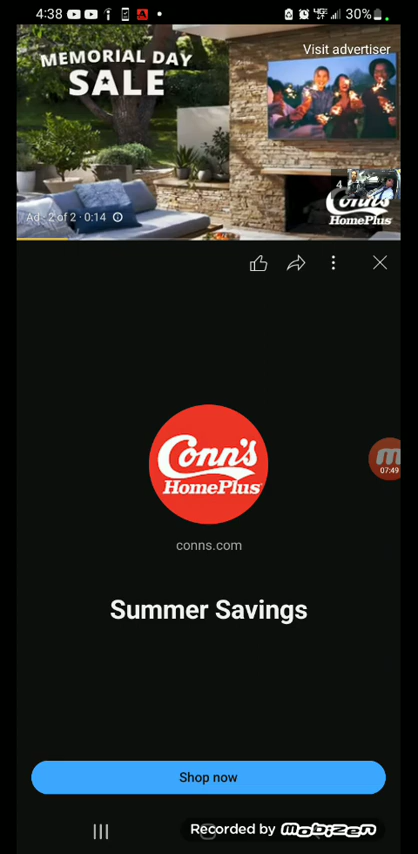 4:38
30%
MEMORIAL DAY
SALE
Visit advertiser
4
Conn's
HomePlus
Ad · 2 of 2 · 0:14
Conn's
HomePlus
07:49
conns.com
Summer Savings
Shop now
Recorded by MOBIZEN